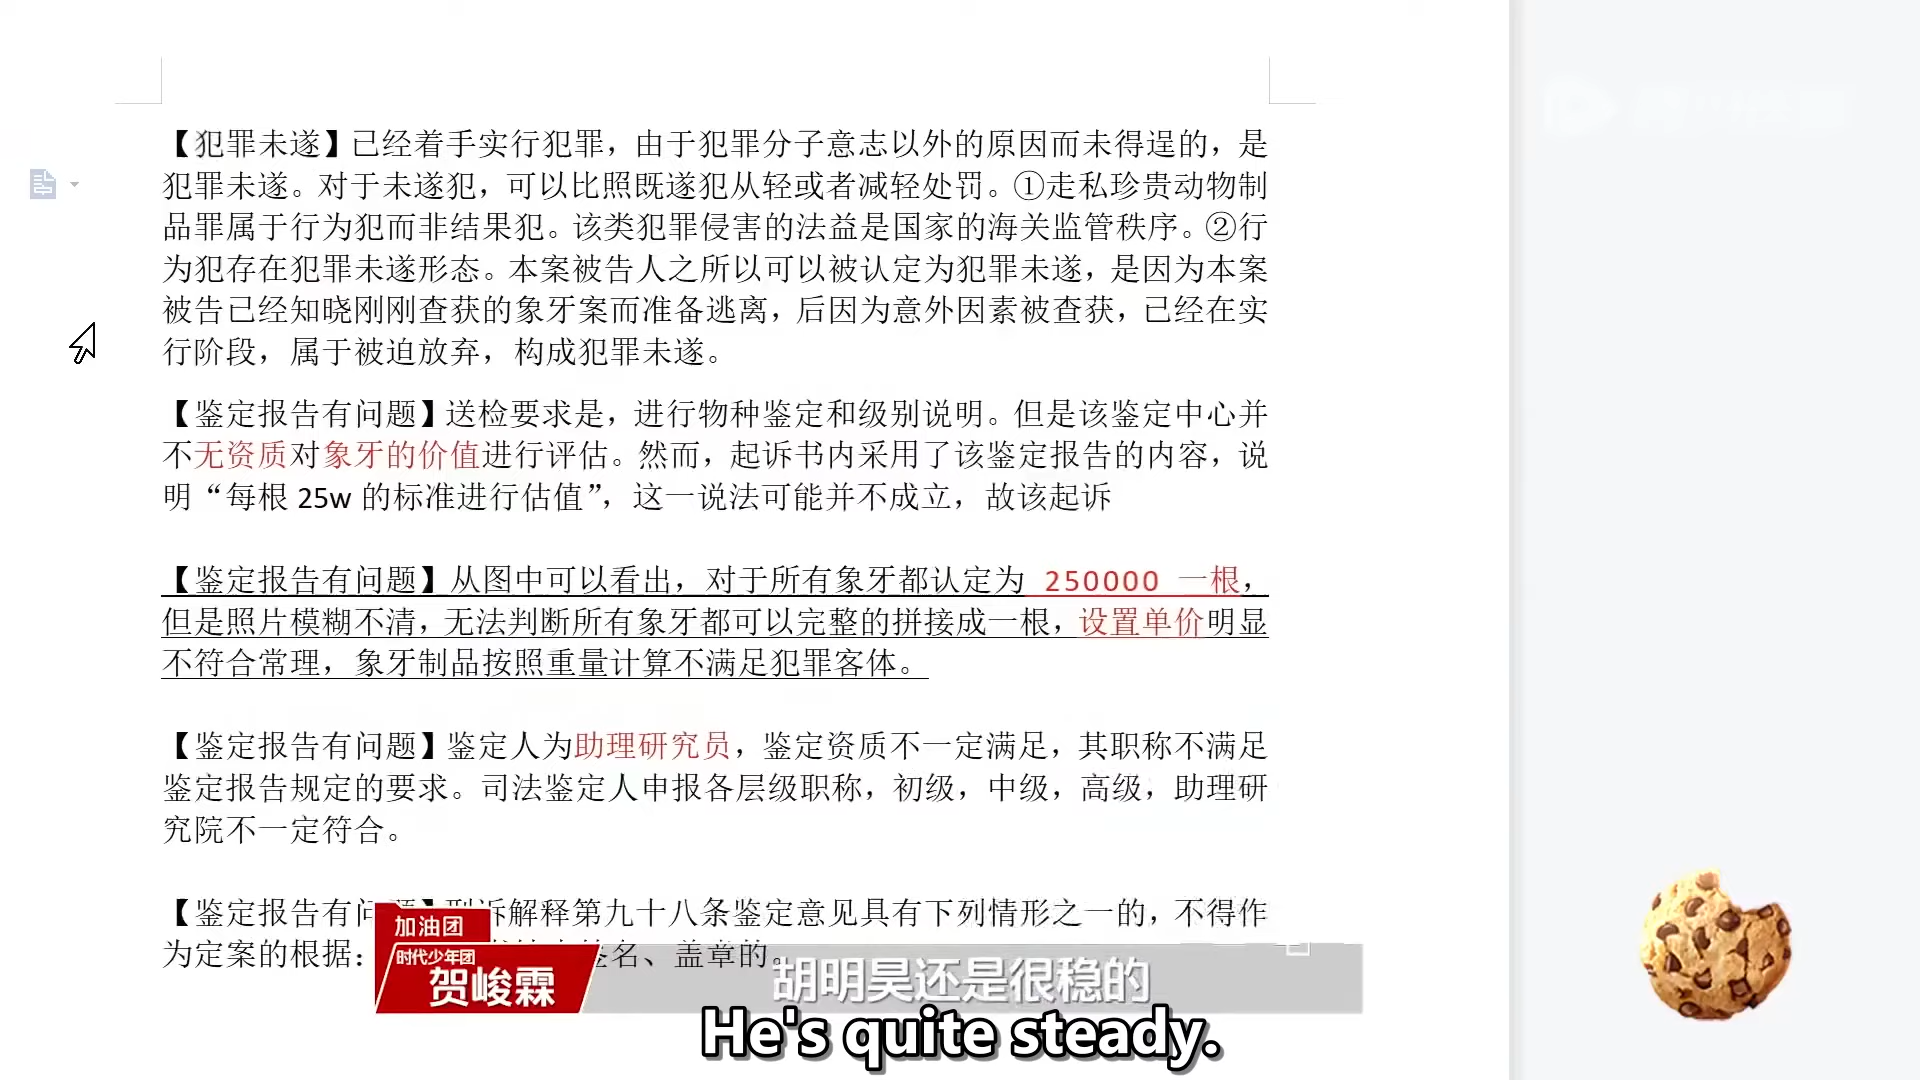 【犯罪未遂】已经着手实行犯罪，由于犯罪分子意志以外的原因而未得逞的，是
犯罪未遂。对于未遂犯，可以比照既遂犯从轻或者减轻处罚。①走私珍贵动物制
品罪属于行为犯而非结果犯。该类犯罪侵害的法益是国家的海关监管秩序。②行
为犯存在犯罪未遂形态。本案被告人之所以可以被认定为犯罪未遂，是因为本案
被告已经知晓刚刚查获的象牙案而准备逃离，后因为意外因素被查获，已经在实
行阶段，属于被迫放弃，构成犯罪未遂。
【鉴定报告有问题】送检要求是，进行物种鉴定和级别说明。但是该鉴定中心并
不无资质对象牙的价值进行评估。然而，起诉书内采用了该鉴定报告的内容，说
明“每根 25w 的标准进行估值”，这一说法可能并不成立，故该起诉
【鉴定报告有问题】从图中可以看出，对于所有象牙都认定为 250000 一根，
但是照片模糊不清，无法判断所有象牙都可以完整的拼接成一根，设置单价明显
不符合常理，象牙制品按照重量计算不满足犯罪客体。
【鉴定报告有问题】鉴定人为助理研究员，鉴定资质不一定满足，其职称不满足
鉴定报告规定的要求。司法鉴定人申报各层级职称，初级，中级，高级，助理研
究院不一定符合。
【鉴定报告有问 】刑诉解释第九十八条鉴定意见具有下列情形之一的，不得作
为定案的根据： 签名、盖章的。
加油团
时代少年团
贺峻霖
胡明昊还是很稳的
He's quite steady.